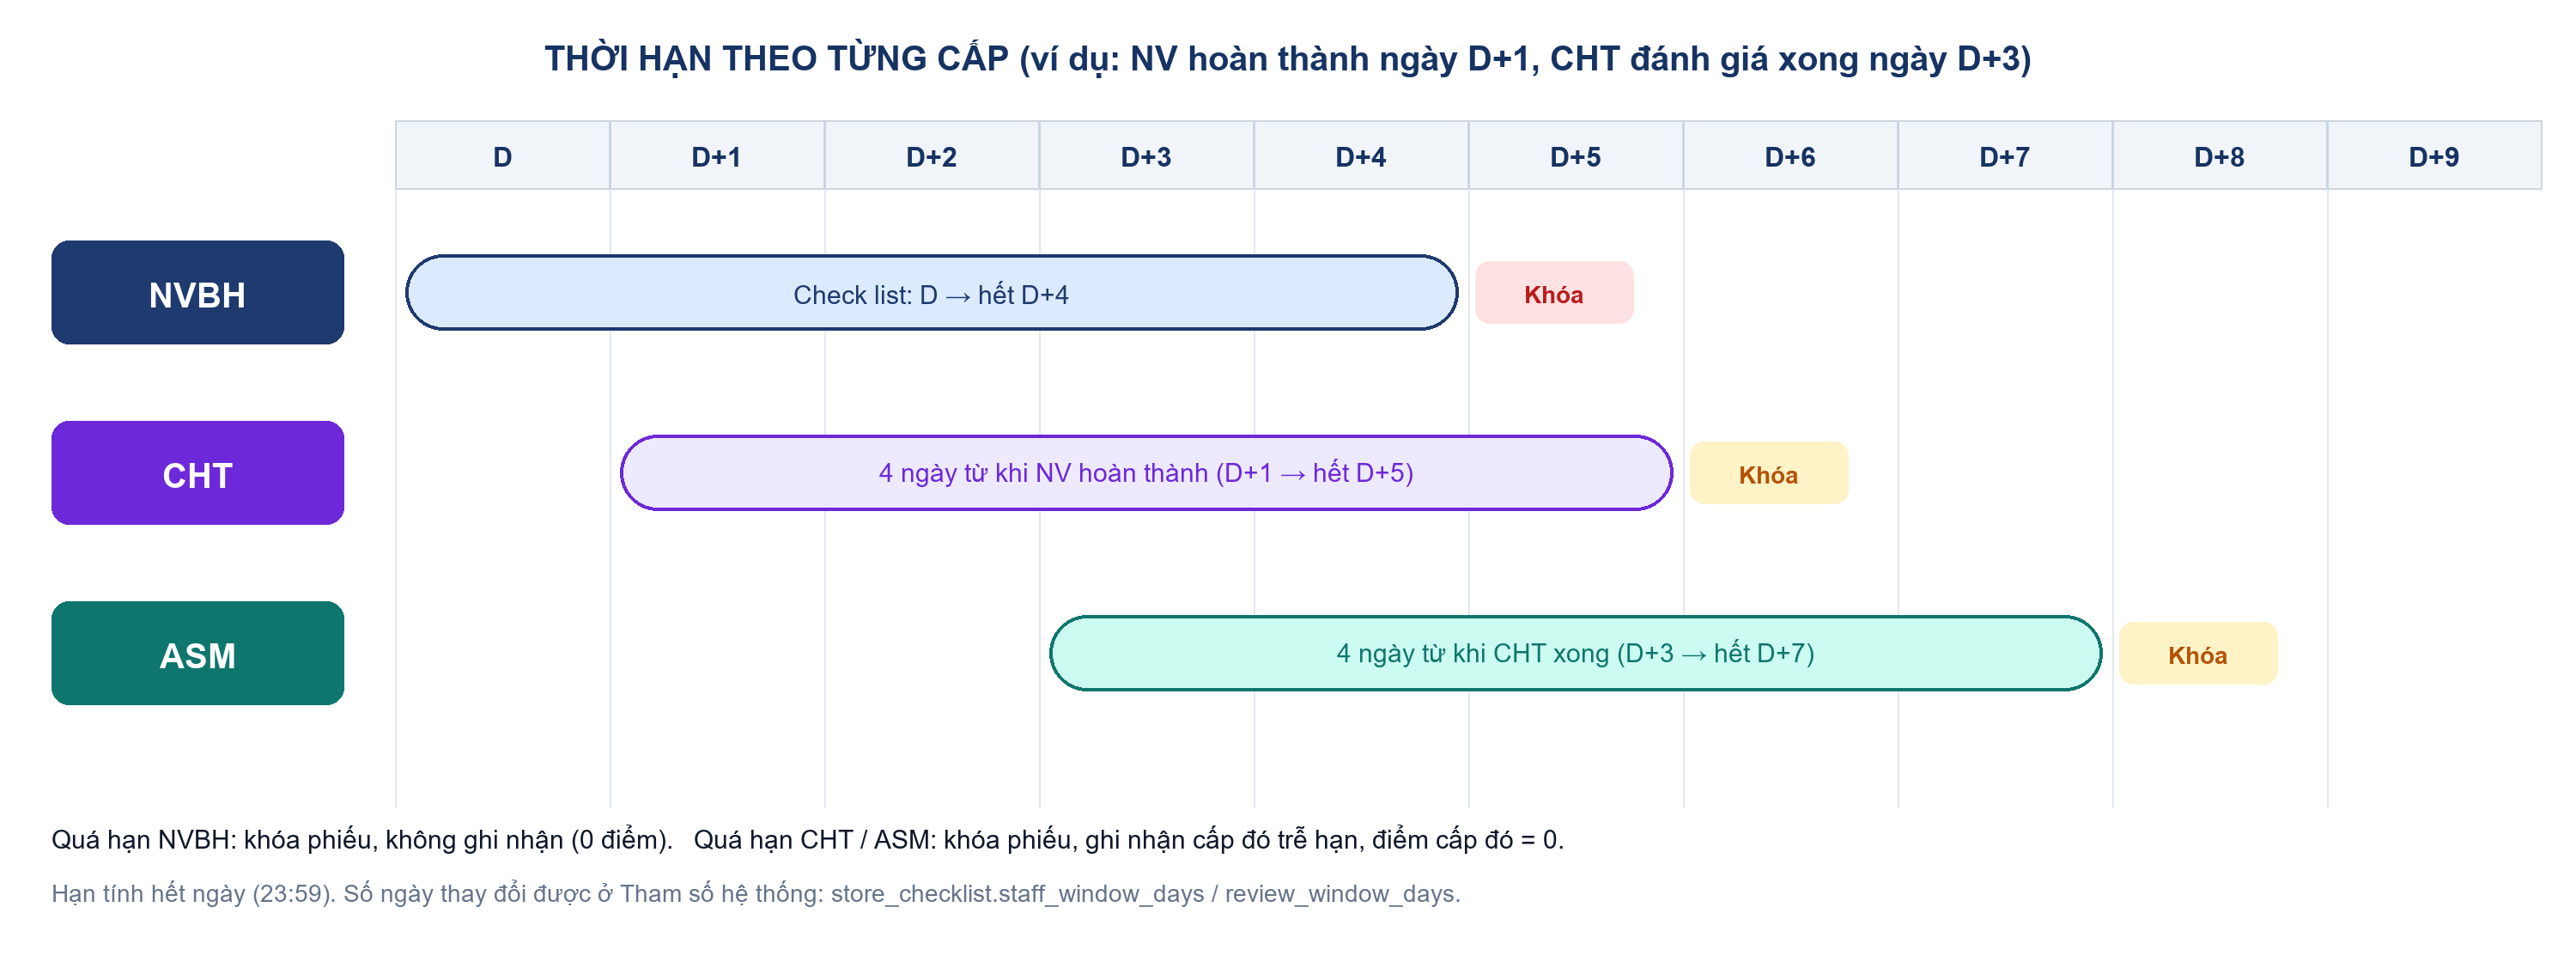 THỜI HẠN THEO TỪNG CẤP (ví dụ: NV hoàn thành ngày D+1, CHT đánh giá xong ngày D+3)
D D+1 D+2 D+3 D+4 D+5 D+6 D+7 D+8 D+9
NVBH Check list: D → hết D+4 Khóa
CHT 4 ngày từ khi NV hoàn thành (D+1 → hết D+5) Khóa
ASM 4 ngày từ khi CHT xong (D+3 → hết D+7) Khóa
Quá hạn NVBH: khóa phiếu, không ghi nhận (0 điểm). Quá hạn CHT / ASM: khóa phiếu, ghi nhận cấp đó trễ hạn, điểm cấp đó = 0.
Hạn tính hết ngày (23:59). Số ngày thay đổi được ở Tham số hệ thống: store_checklist.staff_window_days / review_window_days.